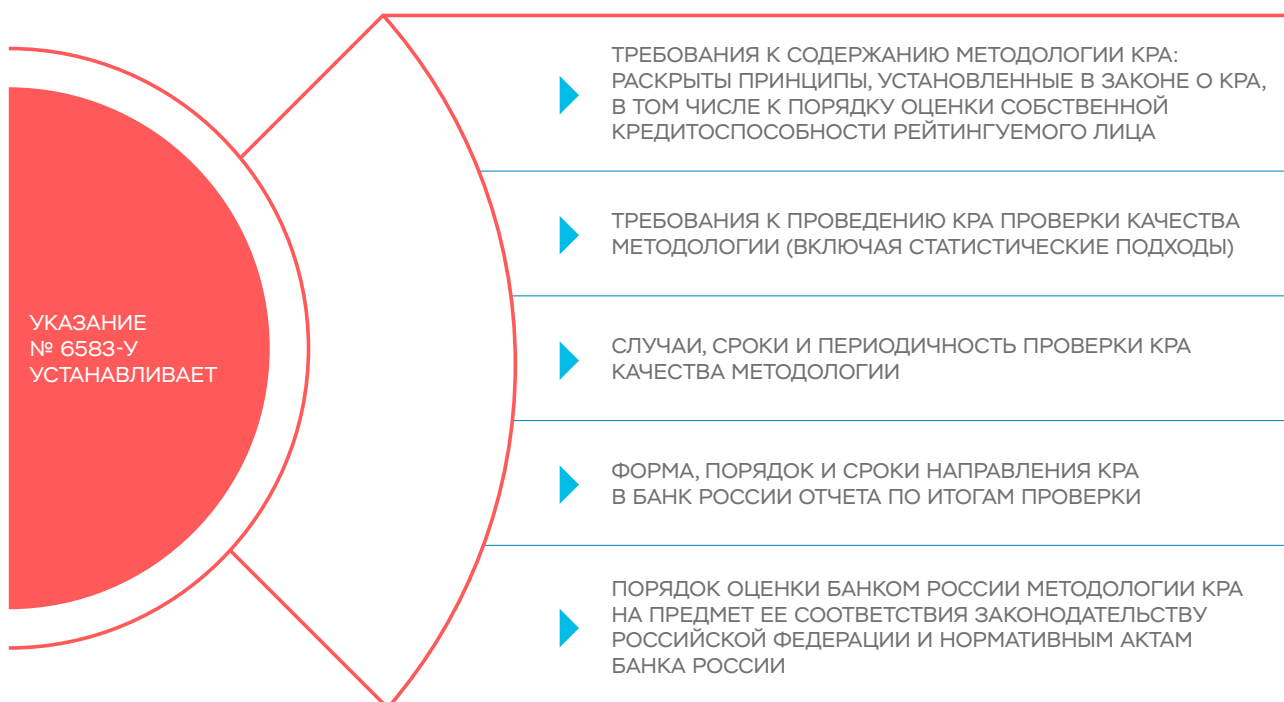 УКАЗАНИЕ
№ 6583-У
УСТАНАВЛИВАЕТ
ТРЕБОВАНИЯ К СОДЕРЖАНИЮ МЕТОДОЛОГИИ КРА:
РАСКРЫТЫ ПРИНЦИПЫ, УСТАНОВЛЕННЫЕ В ЗАКОНЕ О КРА,
В ТОМ ЧИСЛЕ К ПОРЯДКУ ОЦЕНКИ СОБСТВЕННОЙ
КРЕДИТОСПОСОБНОСТИ РЕЙТИНГУЕМОГО ЛИЦА
ТРЕБОВАНИЯ К ПРОВЕДЕНИЮ КРА ПРОВЕРКИ КАЧЕСТВА
МЕТОДОЛОГИИ (ВКЛЮЧАЯ СТАТИСТИЧЕСКИЕ ПОДХОДЫ)
СЛУЧАИ, СРОКИ И ПЕРИОДИЧНОСТЬ ПРОВЕРКИ КРА
КАЧЕСТВА МЕТОДОЛОГИИ
ФОРМА, ПОРЯДОК И СРОКИ НАПРАВЛЕНИЯ КРА
В БАНК РОССИИ ОТЧЕТА ПО ИТОГАМ ПРОВЕРКИ
ПОРЯДОК ОЦЕНКИ БАНКОМ РОССИИ МЕТОДОЛОГИИ КРА
НА ПРЕДМЕТ ЕЕ СООТВЕТСТВИЯ ЗАКОНОДАТЕЛЬСТВУ
РОССИЙСКОЙ ФЕДЕРАЦИИ И НОРМАТИВНЫМ АКТАМ
БАНКА РОССИИ